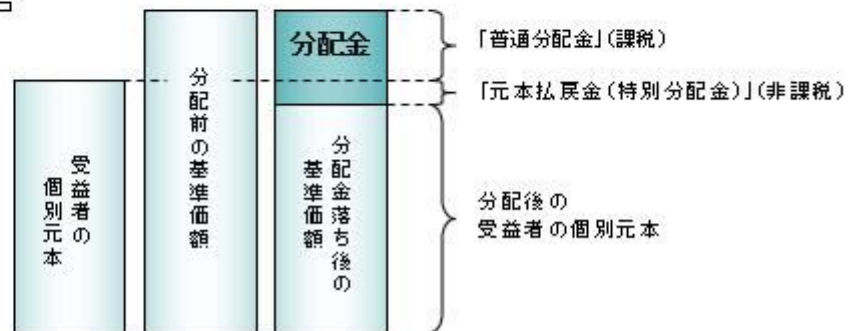 分配金
「普通分配金」(課税)
「元本払戻金(特別分配金)」(非課税)
受益者の
個別元本
分配前の基準価額
分配金落ち後の
基準価額
分配後の
受益者の個別元本